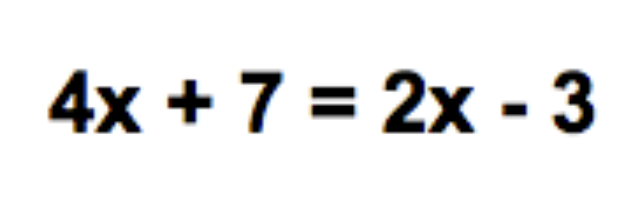 4x + 7 = 2x - 3